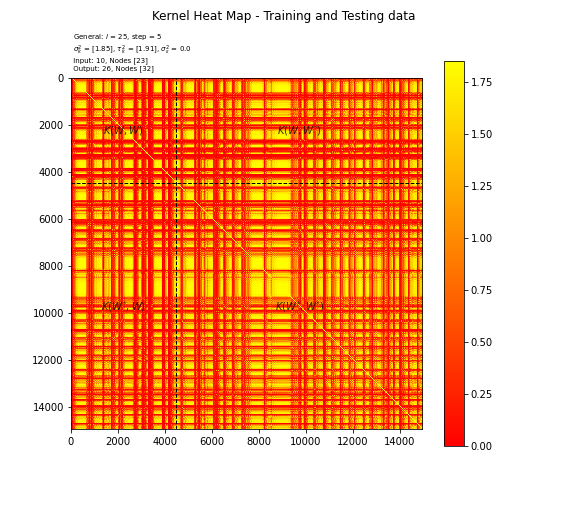 Kernel Heat Map - Training and Testing data
General: l = 25, step = 5
σ²ₖ = [1.85], τ²ₖ = [1.91], σ²ᵣ = 0.0
Input: 10, Nodes [23]
Output: 26, Nodes [32]
0
2000
4000
6000
8000
10000
12000
14000
K(W, W)
K(W, W*)
K(W*, W)
K(W*, W*)
0 2000 4000 6000 8000 10000 12000 14000
1.75
1.50
1.25
1.00
0.75
0.50
0.25
0.00